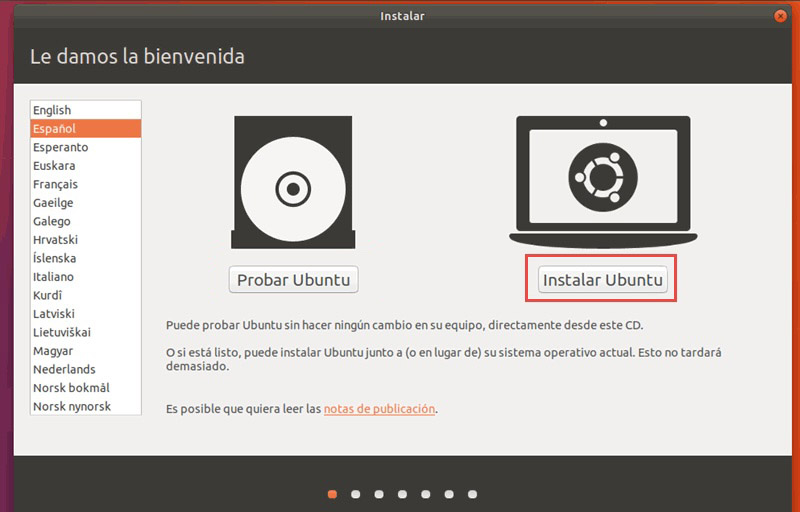 Instalar
Le damos la bienvenida
English
Español
Esperanto
Euskara
Français
Gaeilge
Galego
Hrvatski
Íslenska
Italiano
Kurdî
Latviski
Lietuviškai
Magyar
Nederlands
Norsk bokmål
Norsk nynorsk
Probar Ubuntu
Instalar Ubuntu
Puede probar Ubuntu sin hacer ningún cambio en su equipo, directamente desde este CD.
O si está listo, puede instalar Ubuntu junto a (o en lugar de) su sistema operativo actual. Esto no tardará
demasiado.
Es posible que quiera leer las notas de publicación.